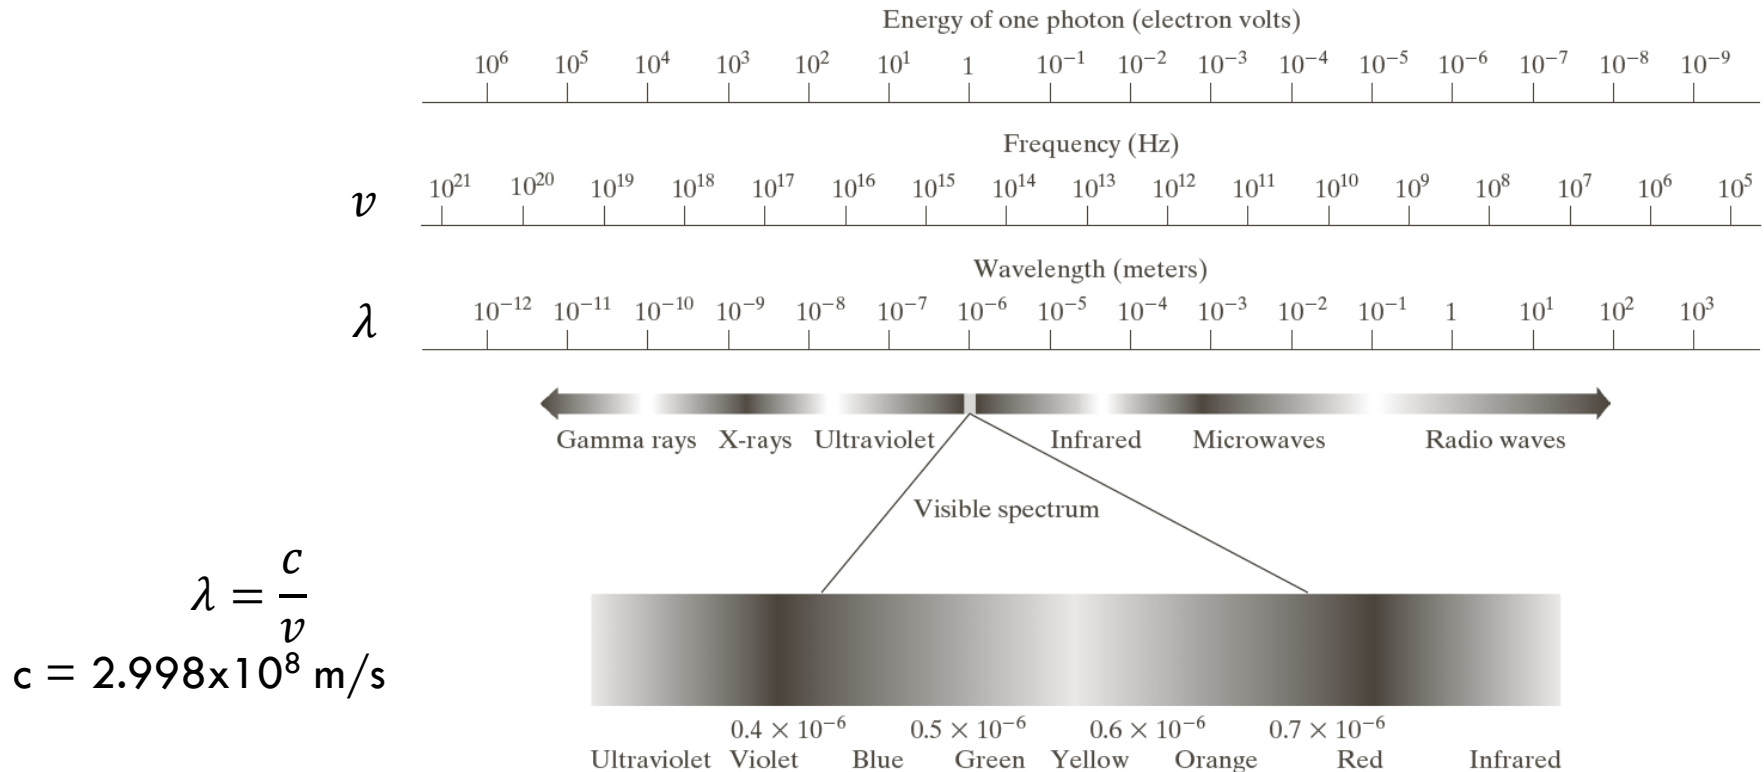 Energy of one photon (electron volts)
10⁶ 10⁵ 10⁴ 10³ 10² 10¹ 1 10⁻¹ 10⁻² 10⁻³ 10⁻⁴ 10⁻⁵ 10⁻⁶ 10⁻⁷ 10⁻⁸ 10⁻⁹
Frequency (Hz)
v 10²¹ 10²⁰ 10¹⁹ 10¹⁸ 10¹⁷ 10¹⁶ 10¹⁵ 10¹⁴ 10¹³ 10¹² 10¹¹ 10¹⁰ 10⁹ 10⁸ 10⁷ 10⁶ 10⁵
Wavelength (meters)
λ 10⁻¹² 10⁻¹¹ 10⁻¹⁰ 10⁻⁹ 10⁻⁸ 10⁻⁷ 10⁻⁶ 10⁻⁵ 10⁻⁴ 10⁻³ 10⁻² 10⁻¹ 1 10¹ 10² 10³
Gamma rays X-rays Ultraviolet Infrared Microwaves Radio waves
Visible spectrum
λ = c/v
c = 2.998x10⁸ m/s
0.4 × 10⁻⁶ 0.5 × 10⁻⁶ 0.6 × 10⁻⁶ 0.7 × 10⁻⁶
Ultraviolet Violet Blue Green Yellow Orange Red Infrared